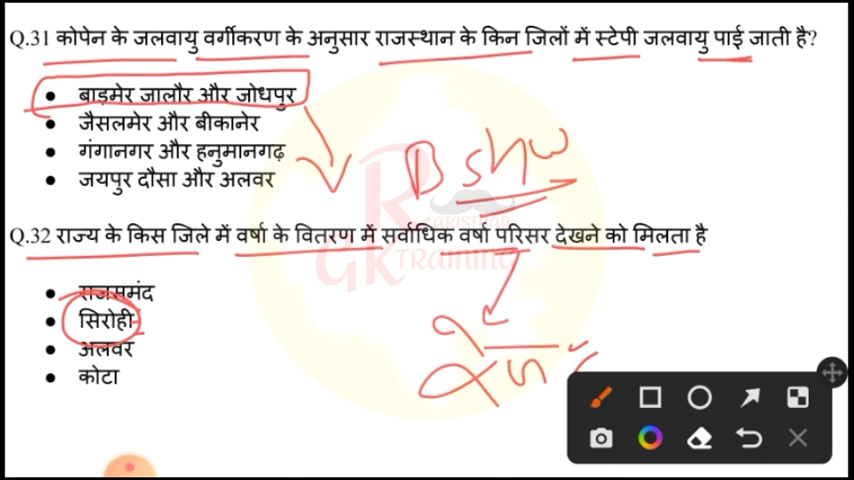 Q.31 कोपेन के जलवायु वर्गीकरण के अनुसार राजस्थान के किन जिलों में स्टेपी जलवायु पाई जाती है?
• बाड़मेर जालौर और जोधपुर
• जैसलमेर और बीकानेर
• गंगानगर और हनुमानगढ़
• जयपुर दौसा और अलवर
Bshw
Q.32 राज्य के किस जिले में वर्षा के वितरण में सर्वाधिक वर्षा परिसर देखने को मिलता है
• राजसमंद
• सिरोही
• अलवर
• कोटा